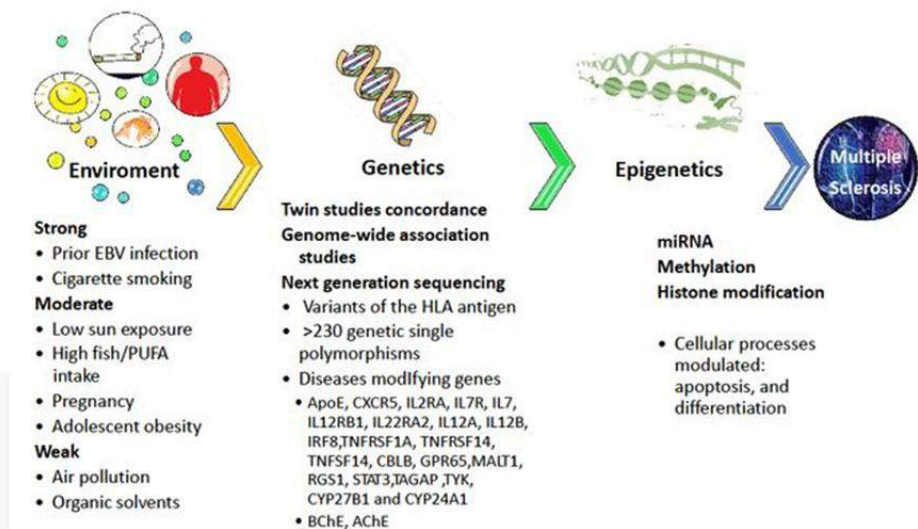 Enviroment
Strong
• Prior EBV infection
• Cigarette smoking
Moderate
• Low sun exposure
• High fish/PUFA
intake
• Pregnancy
• Adolescent obesity
Weak
• Air pollution
• Organic solvents
Genetics
Twin studies concordance
Genome-wide association
studies
Next generation sequencing
• Variants of the HLA antigen
• >230 genetic single
polymorphisms
• Diseases modIfying genes
• ApoE, CXCR5, IL2RA, IL7R, IL7,
IL12RB1, IL22RA2, IL12A, IL12B,
IRF8,TNFRSF1A, TNFRSF14,
TNFSF14, CBLB, GPR65,MALT1,
RGS1, STAT3,TAGAP ,TYK,
CYP27B1 and CYP24A1
• BChE, AChE
Epigenetics
miRNA
Methylation
Histone modification
• Cellular processes
modulated:
apoptosis, and
differentiation
Multiple
Sclerosis